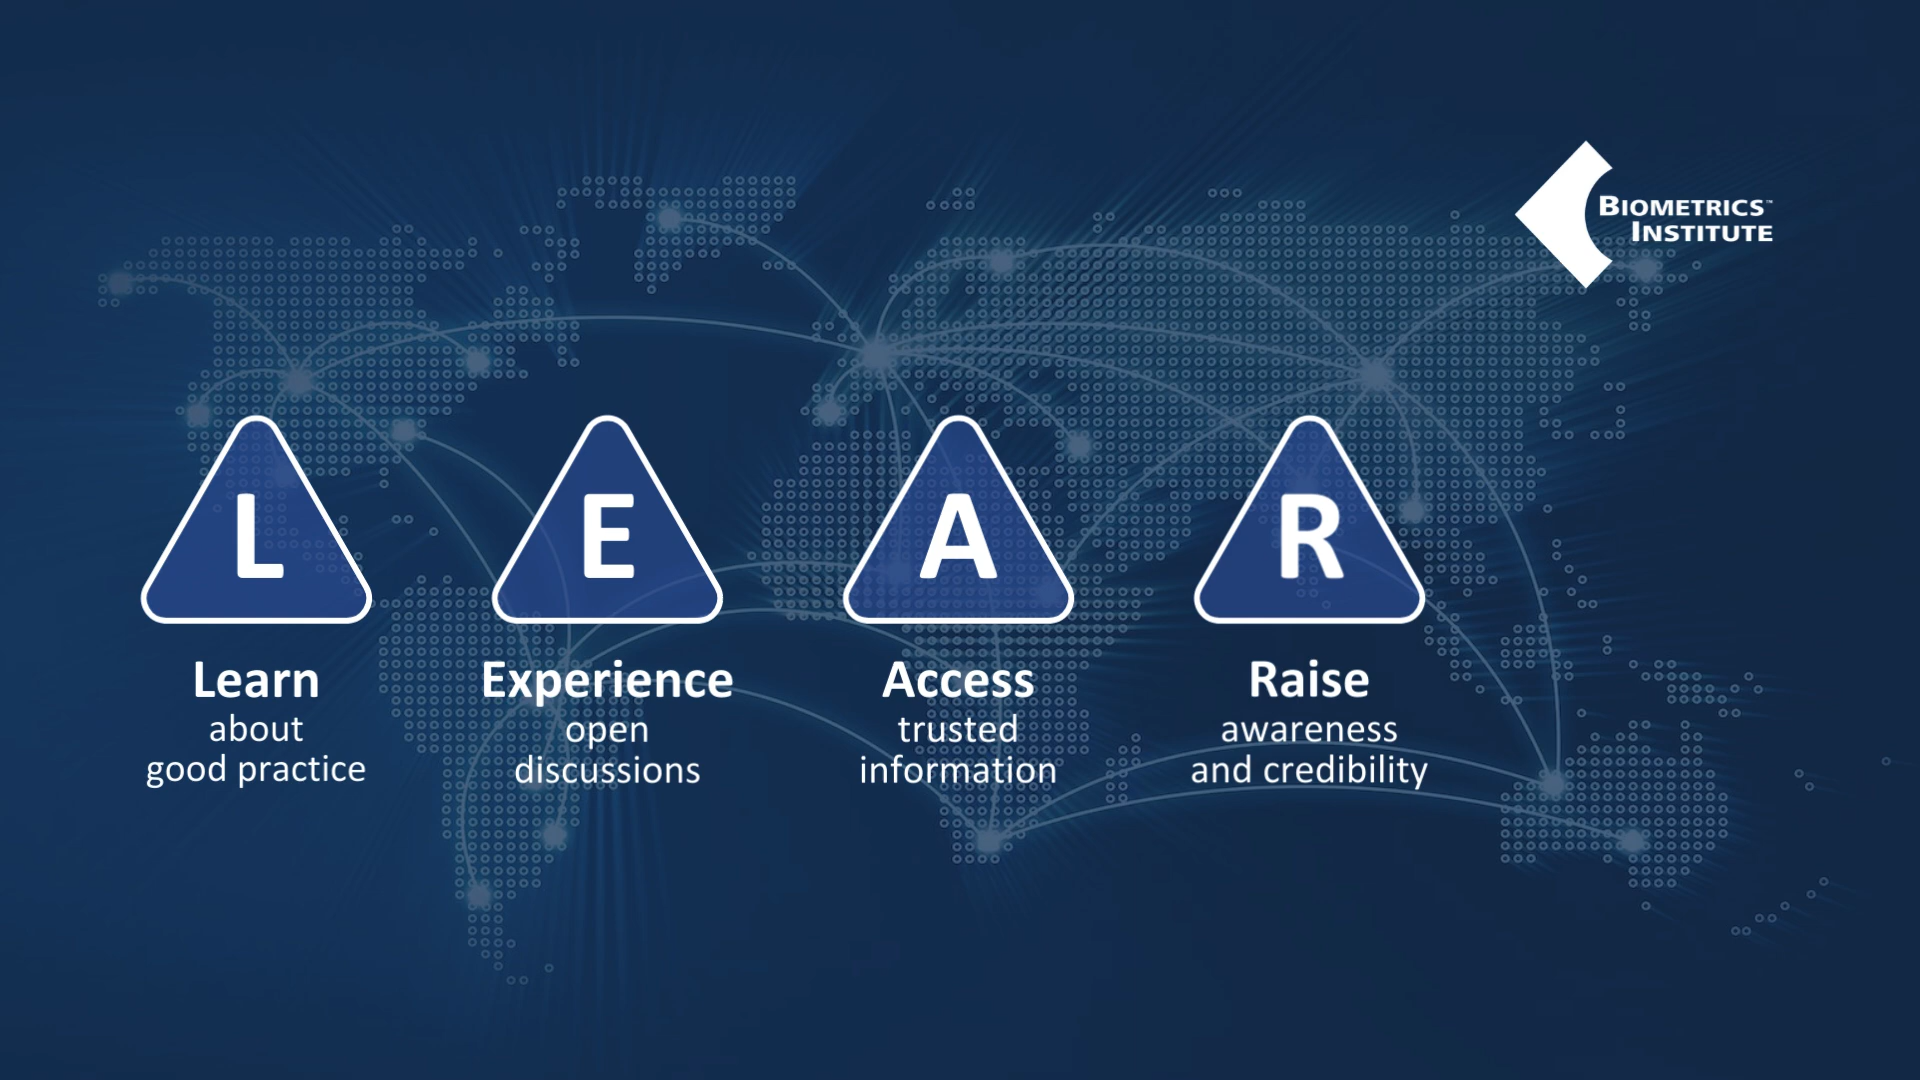 BIOMETRICS™
INSTITUTE
L
E
A
R
Learn
about
good practice
Experience
open
discussions
Access
trusted
information
Raise
awareness
and credibility